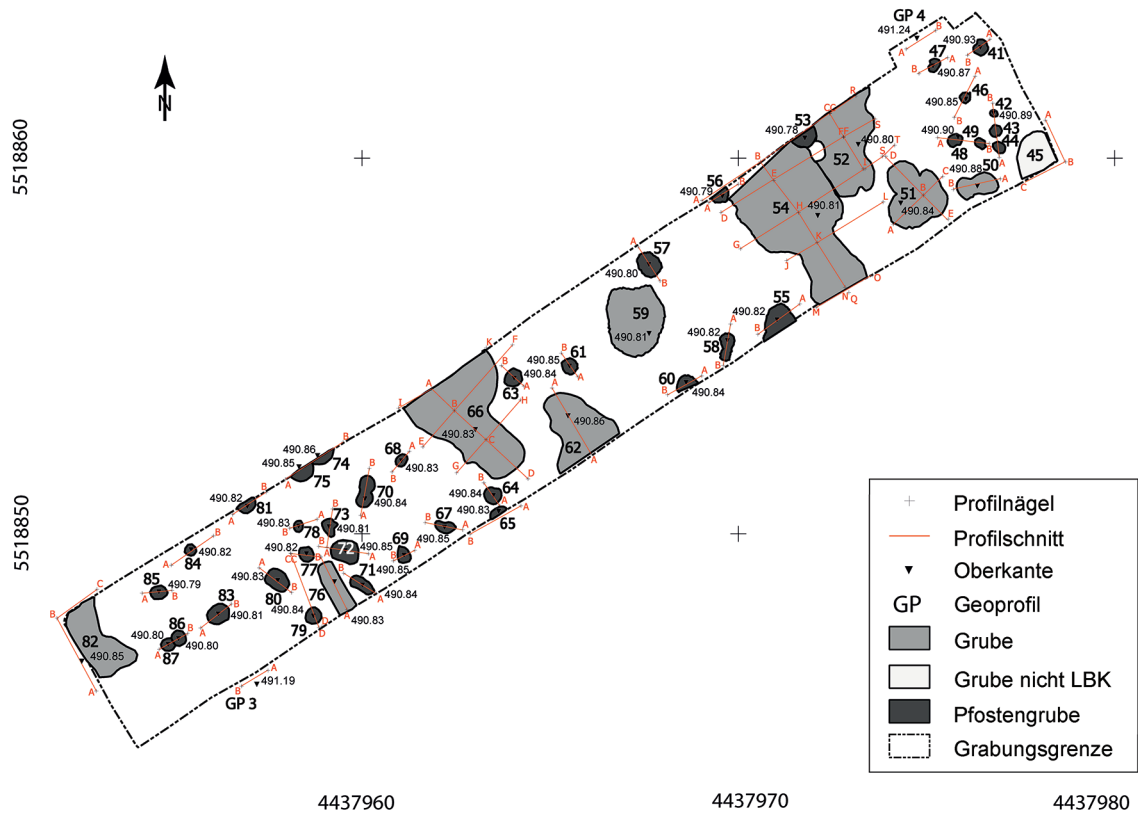 GP 4
491.24
B
A
490.93
A
B
41
47
A
B
490.87
46
A
490.85
B
42
B
490.89
43
44
A
490.90
49
A
B
48
A
B
45
C
490.88
50
A
B
R
CG
S
FF
53
490.78
490.80
52
I
T
S
D
C
B
51
490.84
A
E
56
B
490.79
A
A
D
B
E
54
H
490.81
L
G
K
J
O
N
Q
M
57
A
490.80
B
59
490.81
55
A
490.82
B
A
490.82
58
B
60
A
B
490.84
61
B
490.85
A
K
F
B
490.84
A
63
H
A
I
B
66
490.83
C
E
G
D
A
490.86
62
A
B
490.86
74
490.85
A
75
68
A
490.83
B
B
70
490.84
A
B
64
490.84
A
490.83
65
A
B
67
B
A
490.85
81
B
490.82
A
73
B
490.83
A
B
78
490.81
A
B
72
490.85
A
69
A
490.85
B
84
B
490.82
A
490.82
CC
B
77
A
B
71
490.84
A
490.83
B
80
B
76
A
490.83
490.84
79
D
D
85
490.79
A
B
83
B
490.81
A
86
490.80
B
490.80
A
87
C
B
82
490.85
A
A
491.19
B
GP 3
N
5518860
5518850
4437960
4437970
4437980
Profilnägel
Profilschnitt
Oberkante
GP Geoprofil
Grube
Grube nicht LBK
Pfostengrube
Grabungsgrenze